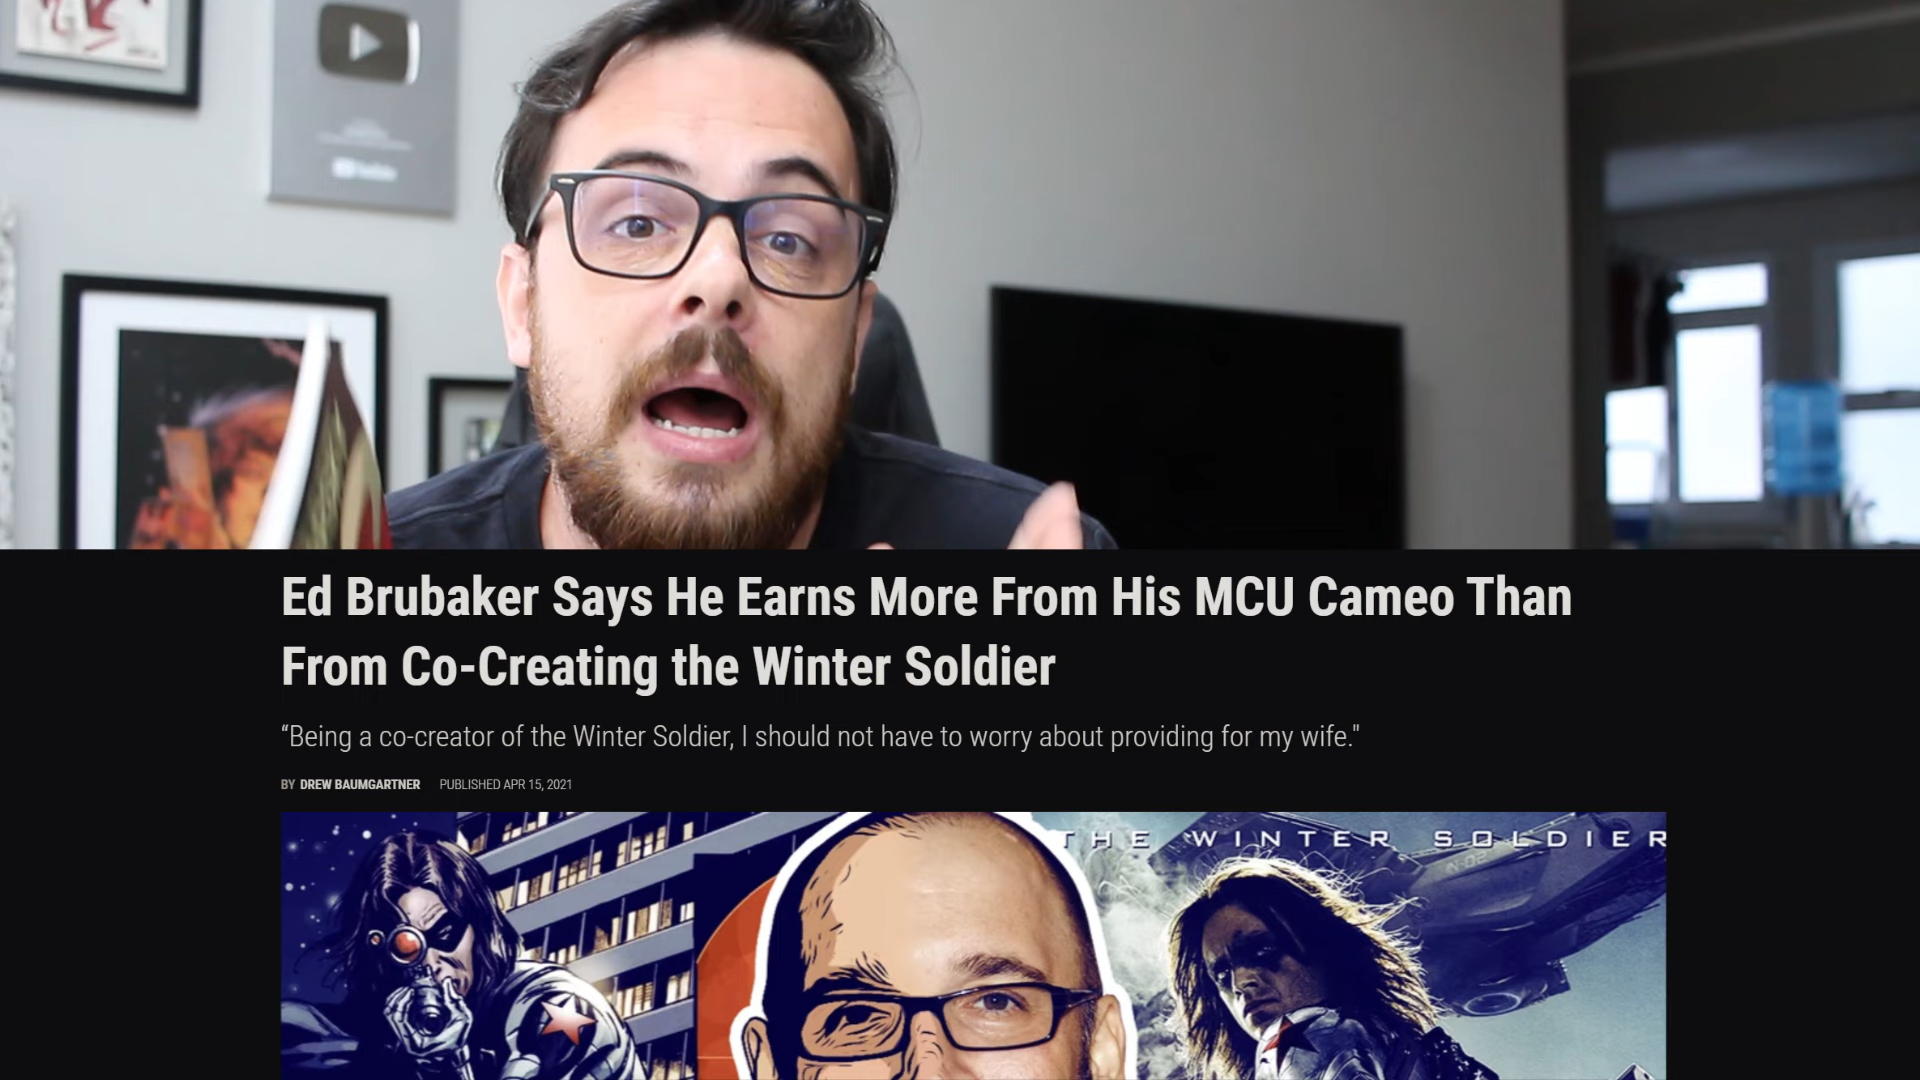 Ed Brubaker Says He Earns More From His MCU Cameo Than
From Co-Creating the Winter Soldier
“Being a co-creator of the Winter Soldier, I should not have to worry about providing for my wife."
BY DREW BAUMGARTNER PUBLISHED APR 15, 2021
THE WINTER SOLDIER